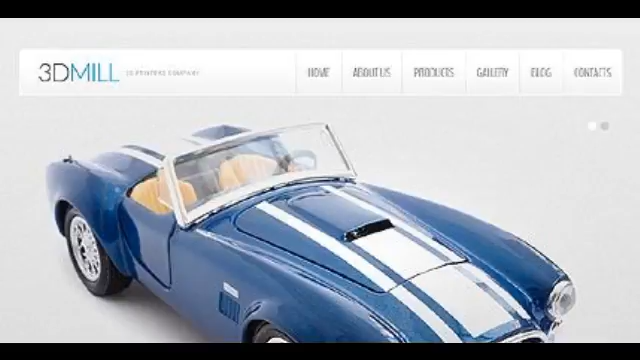 3DMILL 3D PRINTERS COMPANY
HOME ABOUT US PRODUCTS GALLERY BLOG CONTACTS